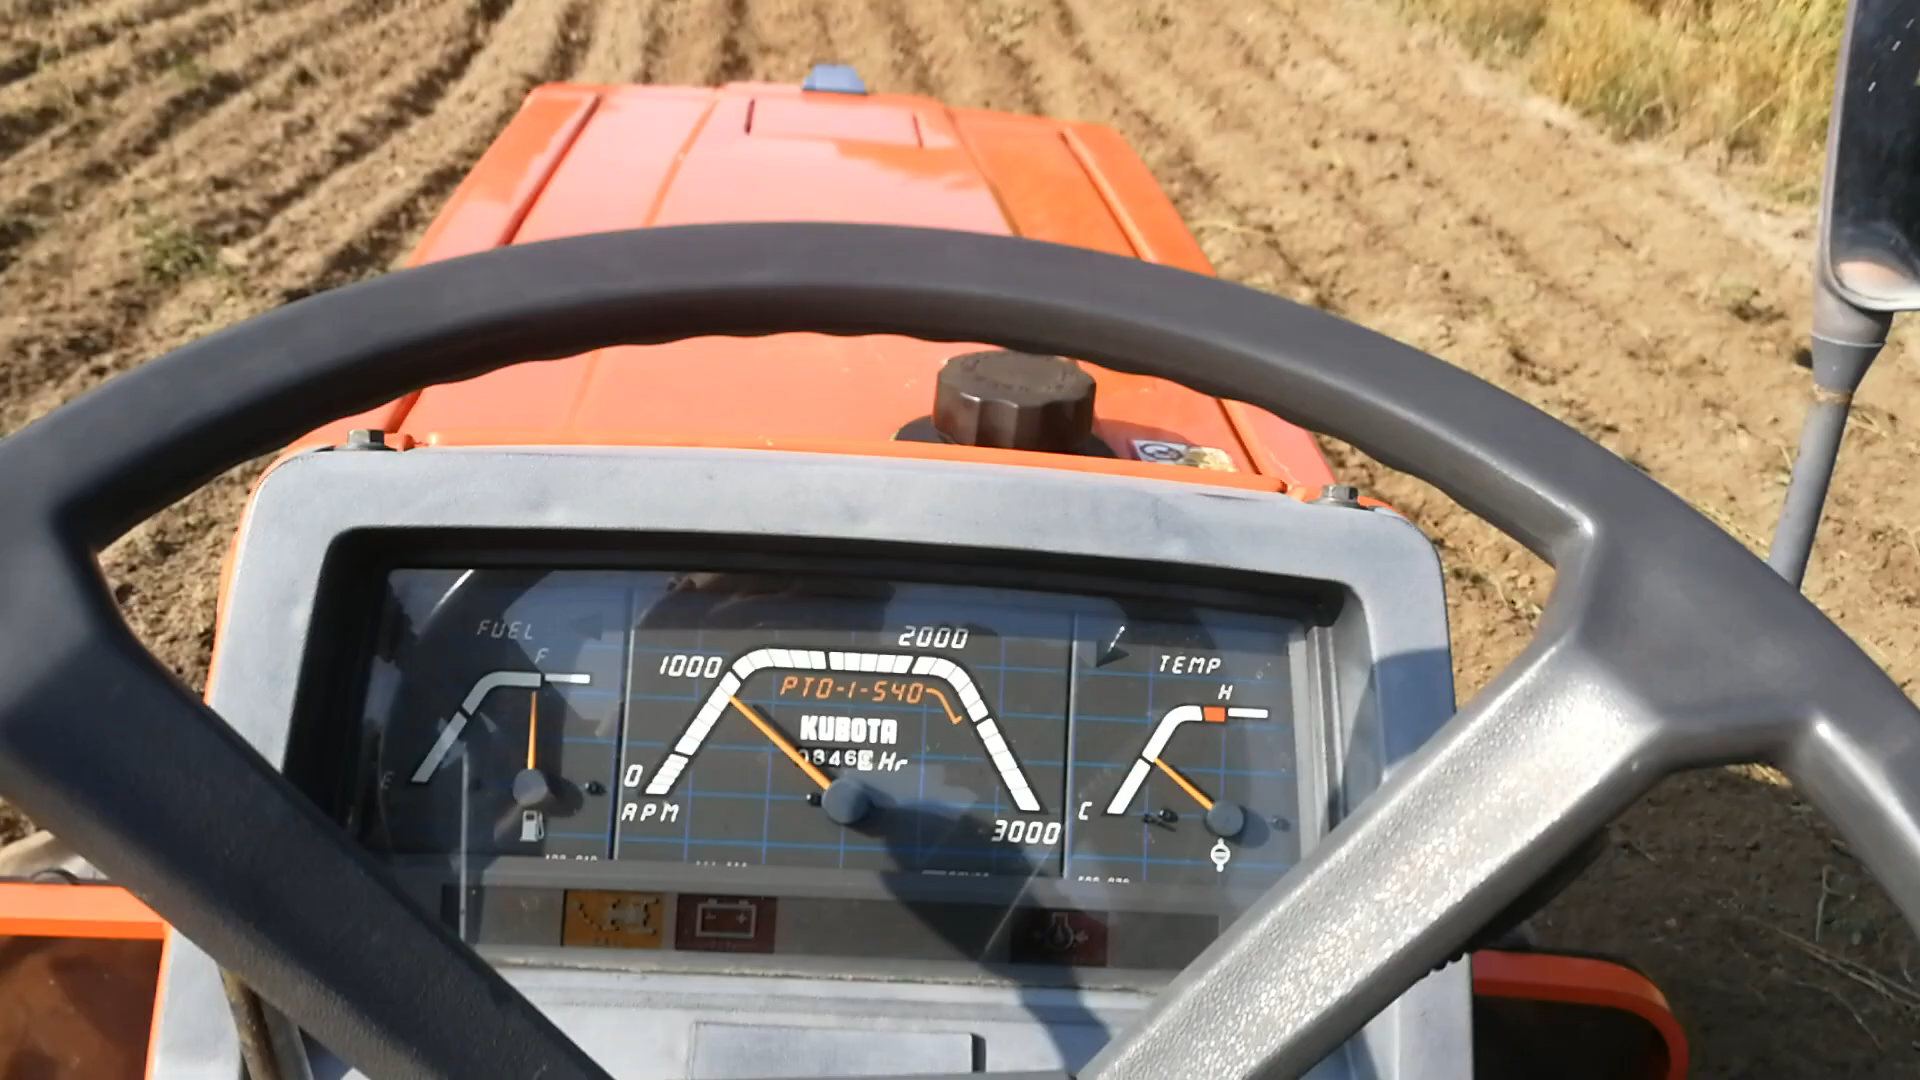 FUEL
F
E
1000
2000
PTO-1-540
KUBOTA
Hr
0
RPM
3000
TEMP
H
C